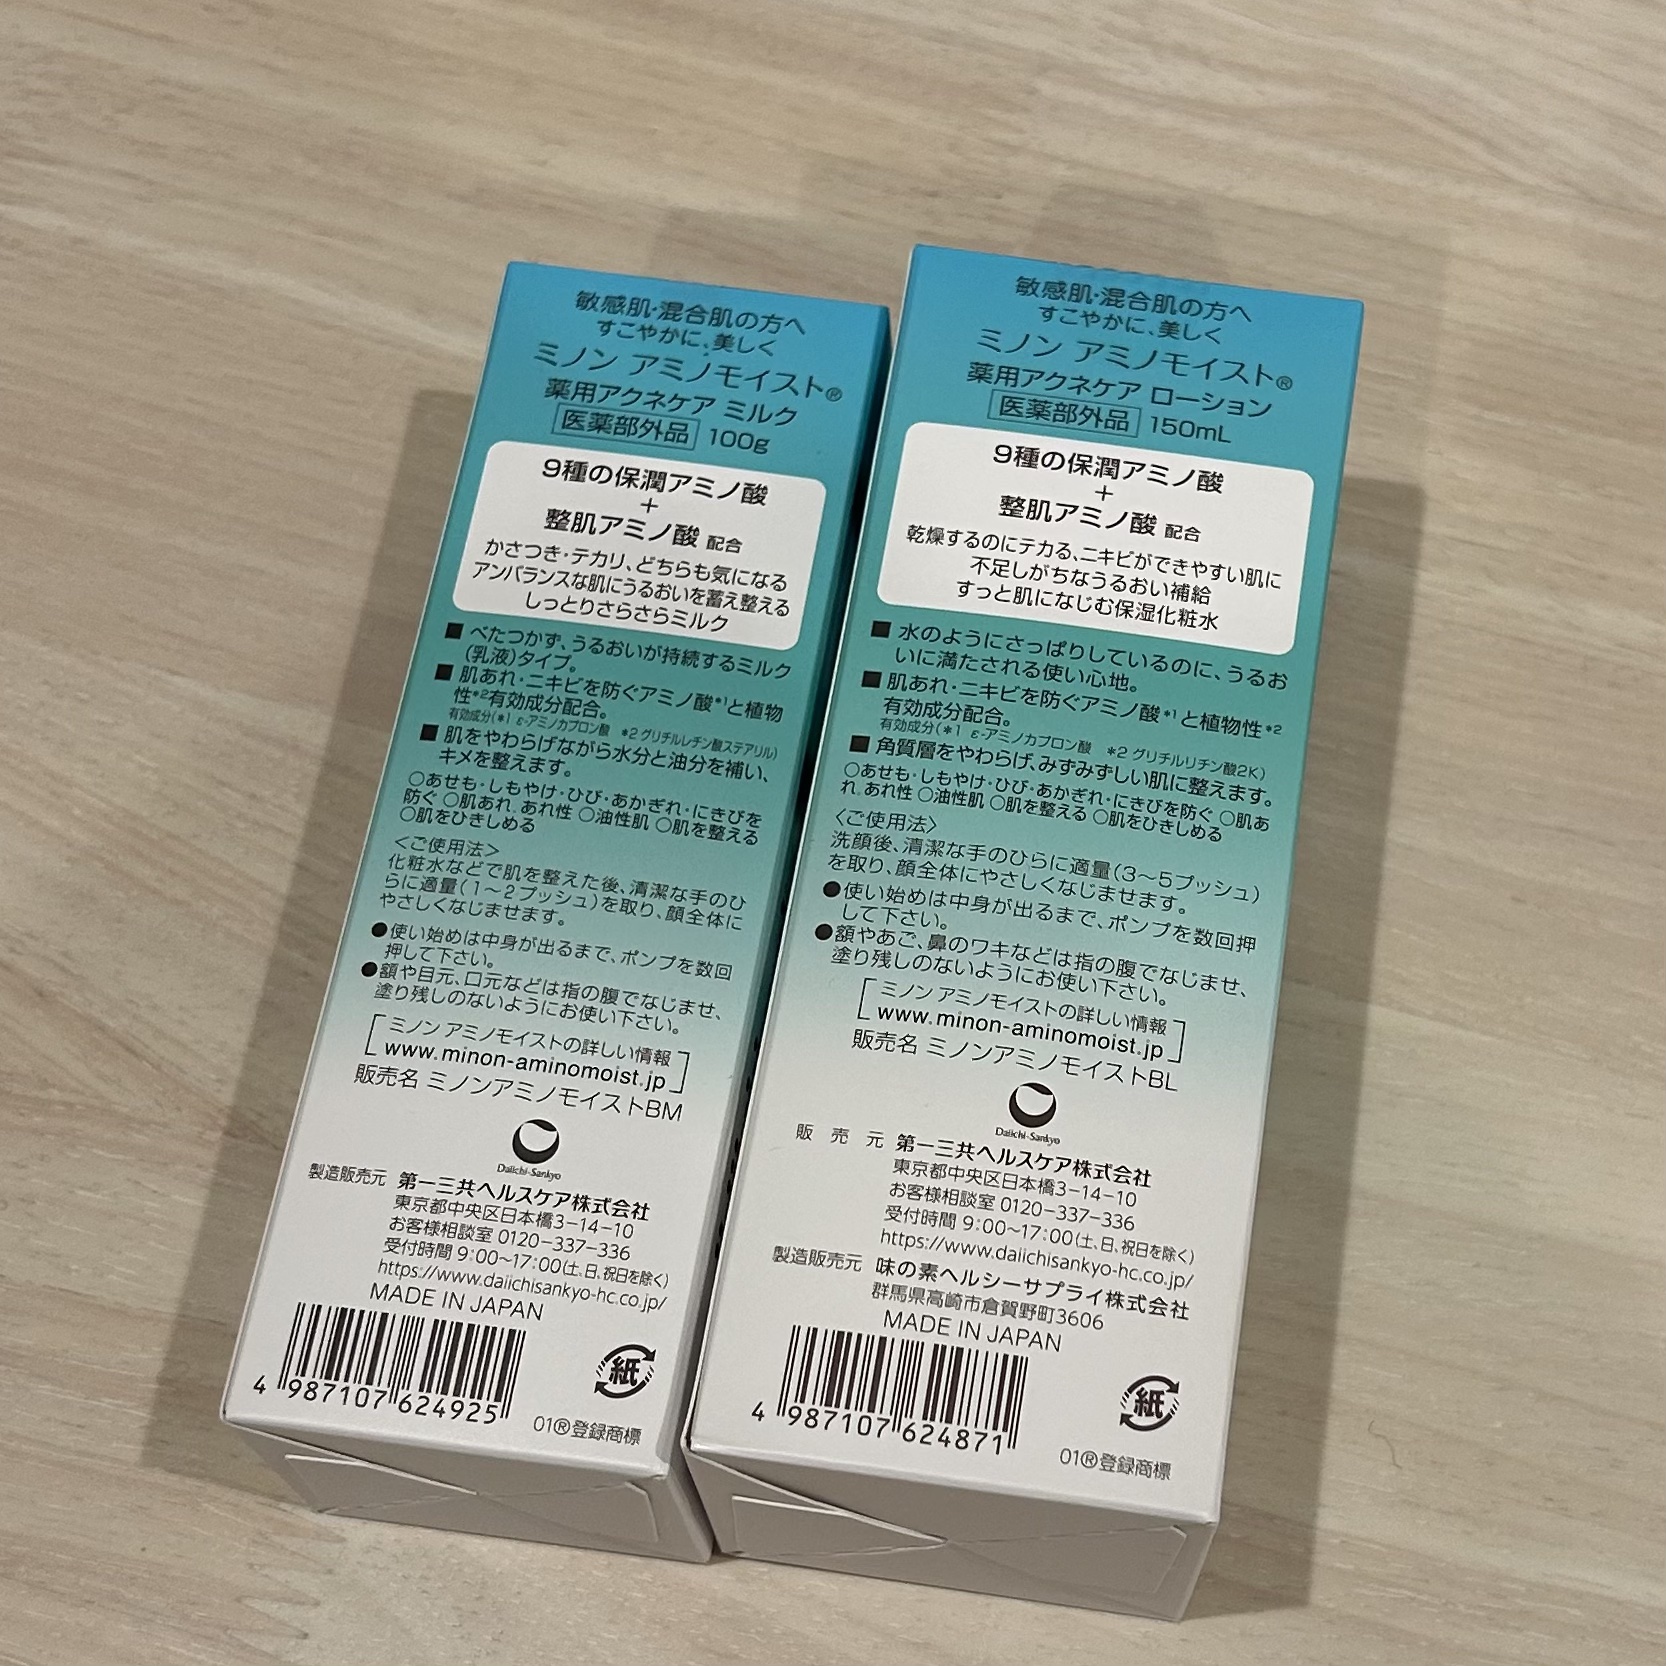 敏感肌・混合肌の方へ
すこやかに、美しく
ミノン アミノモイスト®
薬用アクネケア ミルク
医薬部外品 100g
9種の保潤アミノ酸
+
整肌アミノ酸 配合
かさつき・テカリ、どちらも気になる
アンバランスな肌にうるおいを蓄え整える
しっとりさらさらミルク
■ べたつかず、うるおいが持続するミルク
(乳液)タイプ。
■ 肌あれ・ニキビを防ぐアミノ酸*1と植物
性*2有効成分配合。
有効成分(*1 ε-アミノカプロン酸 *2 グリチルレチン酸ステアリル)
■ 肌をやわらげながら水分と油分を補い、
キメを整えます。
○あせも・しもやけ・ひび・あかぎれ・にきびを
防ぐ ○肌あれ、あれ性 ○油性肌 ○肌を整える
○肌をひきしめる
<ご使用法>
化粧水などで肌を整えた後、清潔な手のひ
らに適量(1〜2プッシュ)を取り、顔全体に
やさしくなじませます。
●使い始めは中身が出るまで、ポンプを数回
押して下さい。
●額や目元、口元などは指の腹でなじませ、
塗り残しのないようにお使い下さい。
ミノン アミノモイストの詳しい情報
www.minon-aminomoist.jp
販売名 ミノンアミノモイストBM
Daiichi-Sankyo
製造販売元 第一三共ヘルスケア株式会社
東京都中央区日本橋3-14-10
お客様相談室 0120-337-336
受付時間 9:00〜17:00(土、日、祝日を除く)
https://www.daiichisankyo-hc.co.jp/
MADE IN JAPAN
4 987107 624925
紙
01®登録商標
敏感肌・混合肌の方へ
すこやかに、美しく
ミノン アミノモイスト®
薬用アクネケア ローション
医薬部外品 150mL
9種の保潤アミノ酸
+
整肌アミノ酸 配合
乾燥するのにテカる、ニキビができやすい肌に
不足しがちなうるおい補給
すっと肌になじむ保湿化粧水
■ 水のようにさっぱりしているのに、うるお
いに満たされる使い心地。
■ 肌あれ・ニキビを防ぐアミノ酸*1と植物性*2
有効成分配合。
有効成分(*1 ε-アミノカプロン酸 *2 グリチルリチン酸2K)
■ 角質層をやわらげ、みずみずしい肌に整えます。
○あせも・しもやけ・ひび・あかぎれ・にきびを防ぐ ○肌あ
れ、あれ性 ○油性肌 ○肌を整える ○肌をひきしめる
<ご使用法>
洗顔後、清潔な手のひらに適量(3〜5プッシュ)
を取り、顔全体にやさしくなじませます。
●使い始めは中身が出るまで、ポンプを数回押
して下さい。
●額やあご、鼻のワキなどは指の腹でなじませ、
塗り残しのないようにお使い下さい。
ミノン アミノモイストの詳しい情報
www.minon-aminomoist.jp
販売名 ミノンアミノモイストBL
Daiichi-Sankyo
販売元 第一三共ヘルスケア株式会社
東京都中央区日本橋3-14-10
お客様相談室 0120-337-336
受付時間 9:00〜17:00(土、日、祝日を除く)
https://www.daiichisankyo-hc.co.jp/
製造販売元 味の素ヘルシーサプライ株式会社
群馬県高崎市倉賀野町3606
MADE IN JAPAN
4 987107 624871
紙
01®登録商標